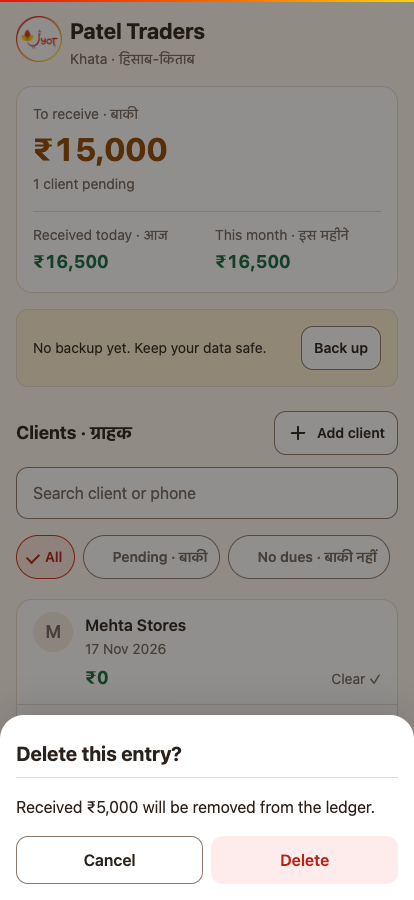 Jyot
Patel Traders
Khata · हिसाब-किताब
To receive · बाकी
₹15,000
1 client pending
Received today · आज
This month · इस महीने
₹16,500
₹16,500
No backup yet. Keep your data safe.
Back up
Clients · ग्राहक
Add client
Search client or phone
All
Pending · बाकी
No dues · बाकी नहीं
M
Mehta Stores
17 Nov 2026
₹0
Clear ✓
Delete this entry?
Received ₹5,000 will be removed from the ledger.
Cancel
Delete